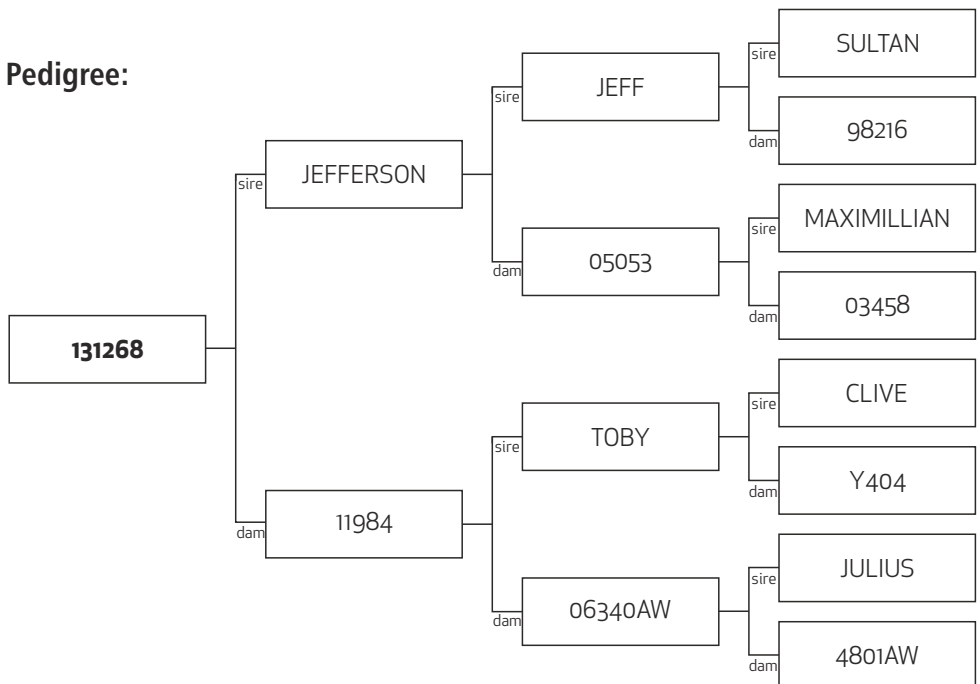 Pedigree:
SULTAN
sire
JEFF
sire
98216
dam
JEFFERSON
sire
MAXIMILLIAN
sire
05053
dam
03458
dam
131268
CLIVE
sire
TOBY
sire
Y404
dam
11984
dam
JULIUS
sire
06340AW
dam
4801AW
dam